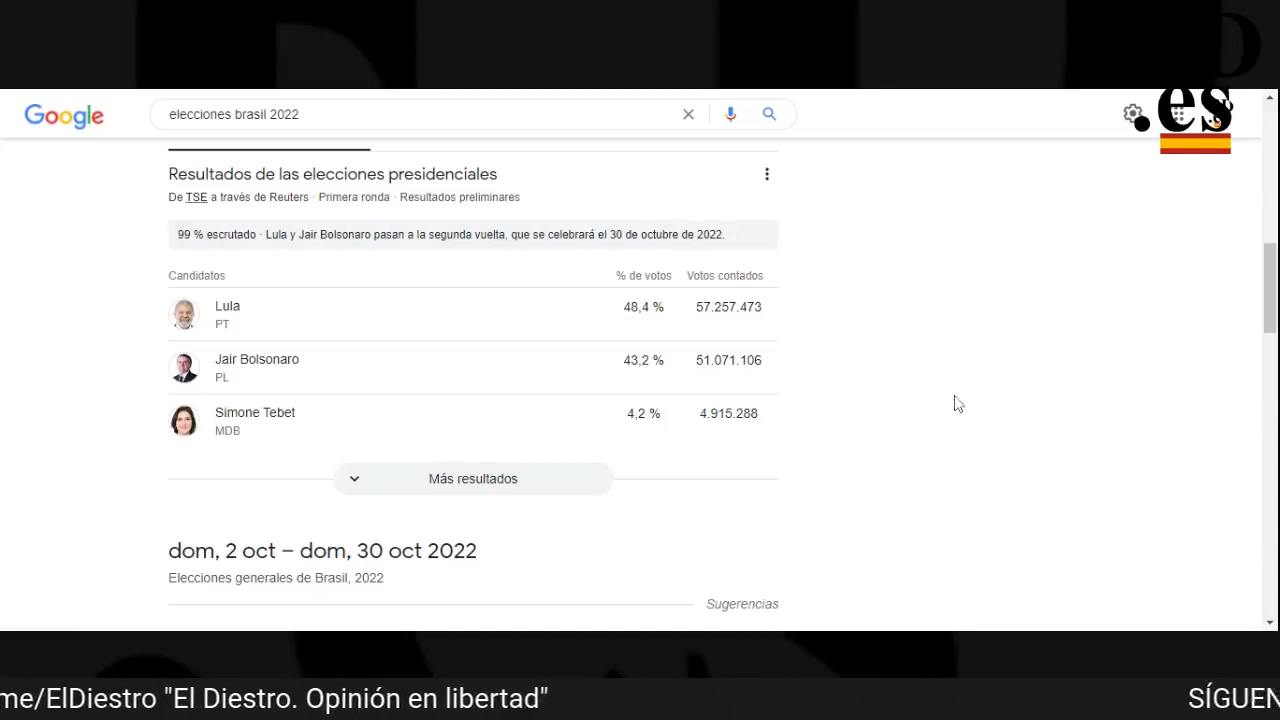 .es
Google
elecciones brasil 2022
Resultados de las elecciones presidenciales
De TSE a través de Reuters · Primera ronda · Resultados preliminares
99 % escrutado · Lula y Jair Bolsonaro pasan a la segunda vuelta, que se celebrará el 30 de octubre de 2022.
Candidatos % de votos Votos contados
Lula 48,4 % 57.257.473
PT
Jair Bolsonaro 43,2 % 51.071.106
PL
Simone Tebet 4,2 % 4.915.288
MDB
Más resultados
dom, 2 oct – dom, 30 oct 2022
Elecciones generales de Brasil, 2022
Sugerencias
me/ElDiestro "El Diestro. Opinión en libertad" SÍGUEN